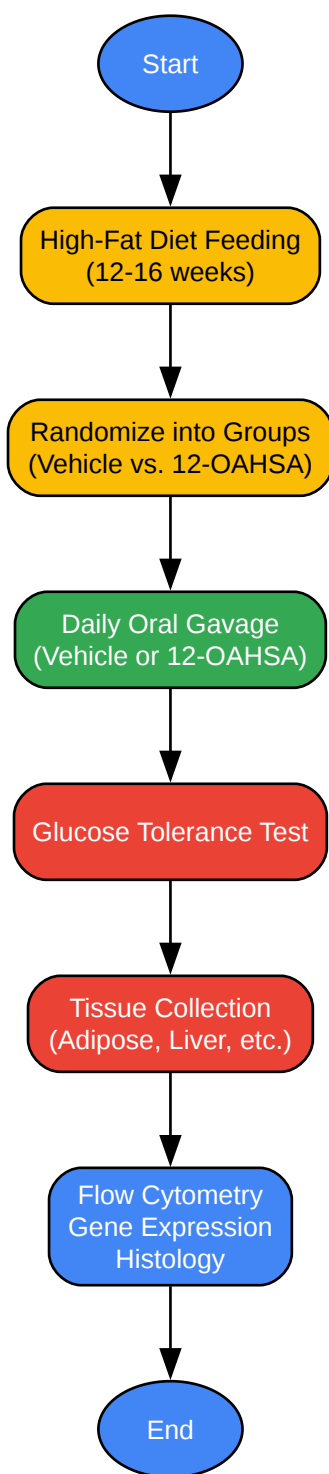 Start
High-Fat Diet Feeding
(12-16 weeks)
Randomize into Groups
(Vehicle vs. 12-OAHSA)
Daily Oral Gavage
(Vehicle or 12-OAHSA)
Glucose Tolerance Test
Tissue Collection
(Adipose, Liver, etc.)
Flow Cytometry
Gene Expression
Histology
End